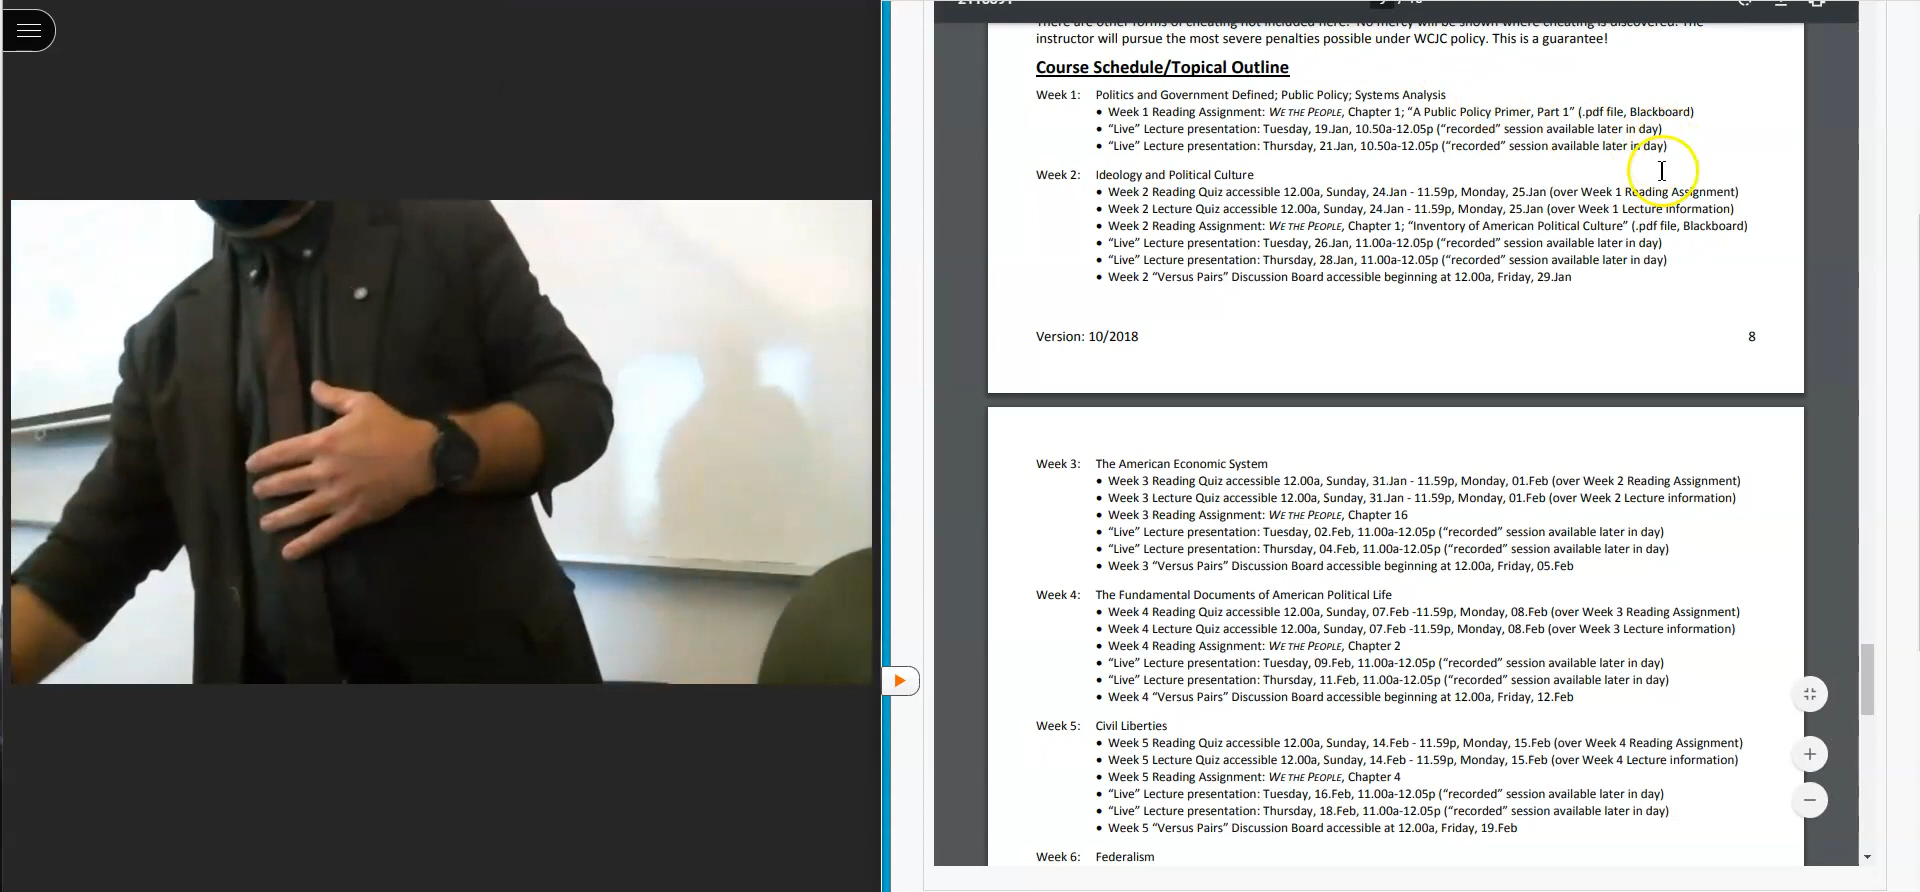 instructor will pursue the most severe penalties possible under WCJC policy. This is a guarantee!
Course Schedule/Topical Outline
Week 1: Politics and Government Defined; Public Policy; Systems Analysis
• Week 1 Reading Assignment: WE THE PEOPLE, Chapter 1; “A Public Policy Primer, Part 1” (.pdf file, Blackboard)
• “Live” Lecture presentation: Tuesday, 19.Jan, 10.50a-12.05p (“recorded” session available later in day)
• “Live” Lecture presentation: Thursday, 21.Jan, 10.50a-12.05p (“recorded” session available later in day)
Week 2: Ideology and Political Culture
• Week 2 Reading Quiz accessible 12.00a, Sunday, 24.Jan - 11.59p, Monday, 25.Jan (over Week 1 Reading Assignment)
• Week 2 Lecture Quiz accessible 12.00a, Sunday, 24.Jan - 11.59p, Monday, 25.Jan (over Week 1 Lecture information)
• Week 2 Reading Assignment: WE THE PEOPLE, Chapter 1; “Inventory of American Political Culture” (.pdf file, Blackboard)
• “Live” Lecture presentation: Tuesday, 26.Jan, 11.00a-12.05p (“recorded” session available later in day)
• “Live” Lecture presentation: Thursday, 28.Jan, 11.00a-12.05p (“recorded” session available later in day)
• Week 2 “Versus Pairs” Discussion Board accessible beginning at 12.00a, Friday, 29.Jan
Version: 10/2018 8
Week 3: The American Economic System
• Week 3 Reading Quiz accessible 12.00a, Sunday, 31.Jan - 11.59p, Monday, 01.Feb (over Week 2 Reading Assignment)
• Week 3 Lecture Quiz accessible 12.00a, Sunday, 31.Jan - 11.59p, Monday, 01.Feb (over Week 2 Lecture information)
• Week 3 Reading Assignment: WE THE PEOPLE, Chapter 16
• “Live” Lecture presentation: Tuesday, 02.Feb, 11.00a-12.05p (“recorded” session available later in day)
• “Live” Lecture presentation: Thursday, 04.Feb, 11.00a-12.05p (“recorded” session available later in day)
• Week 3 “Versus Pairs” Discussion Board accessible beginning at 12.00a, Friday, 05.Feb
Week 4: The Fundamental Documents of American Political Life
• Week 4 Reading Quiz accessible 12.00a, Sunday, 07.Feb -11.59p, Monday, 08.Feb (over Week 3 Reading Assignment)
• Week 4 Lecture Quiz accessible 12.00a, Sunday, 07.Feb -11.59p, Monday, 08.Feb (over Week 3 Lecture information)
• Week 4 Reading Assignment: WE THE PEOPLE, Chapter 2
• “Live” Lecture presentation: Tuesday, 09.Feb, 11.00a-12.05p (“recorded” session available later in day)
• “Live” Lecture presentation: Thursday, 11.Feb, 11.00a-12.05p (“recorded” session available later in day)
• Week 4 “Versus Pairs” Discussion Board accessible beginning at 12.00a, Friday, 12.Feb
Week 5: Civil Liberties
• Week 5 Reading Quiz accessible 12.00a, Sunday, 14.Feb - 11.59p, Monday, 15.Feb (over Week 4 Reading Assignment)
• Week 5 Lecture Quiz accessible 12.00a, Sunday, 14.Feb - 11.59p, Monday, 15.Feb (over Week 4 Lecture information)
• Week 5 Reading Assignment: WE THE PEOPLE, Chapter 4
• “Live” Lecture presentation: Tuesday, 16.Feb, 11.00a-12.05p (“recorded” session available later in day)
• “Live” Lecture presentation: Thursday, 18.Feb, 11.00a-12.05p (“recorded” session available later in day)
• Week 5 “Versus Pairs” Discussion Board accessible at 12.00a, Friday, 19.Feb
Week 6: Federalism